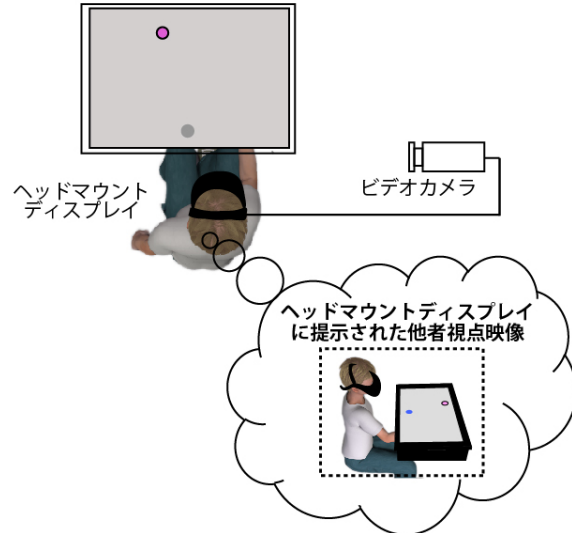 ヘッドマウント
ディスプレイ
ビデオカメラ
ヘッドマウントディスプレイ
に提示された他者視点映像